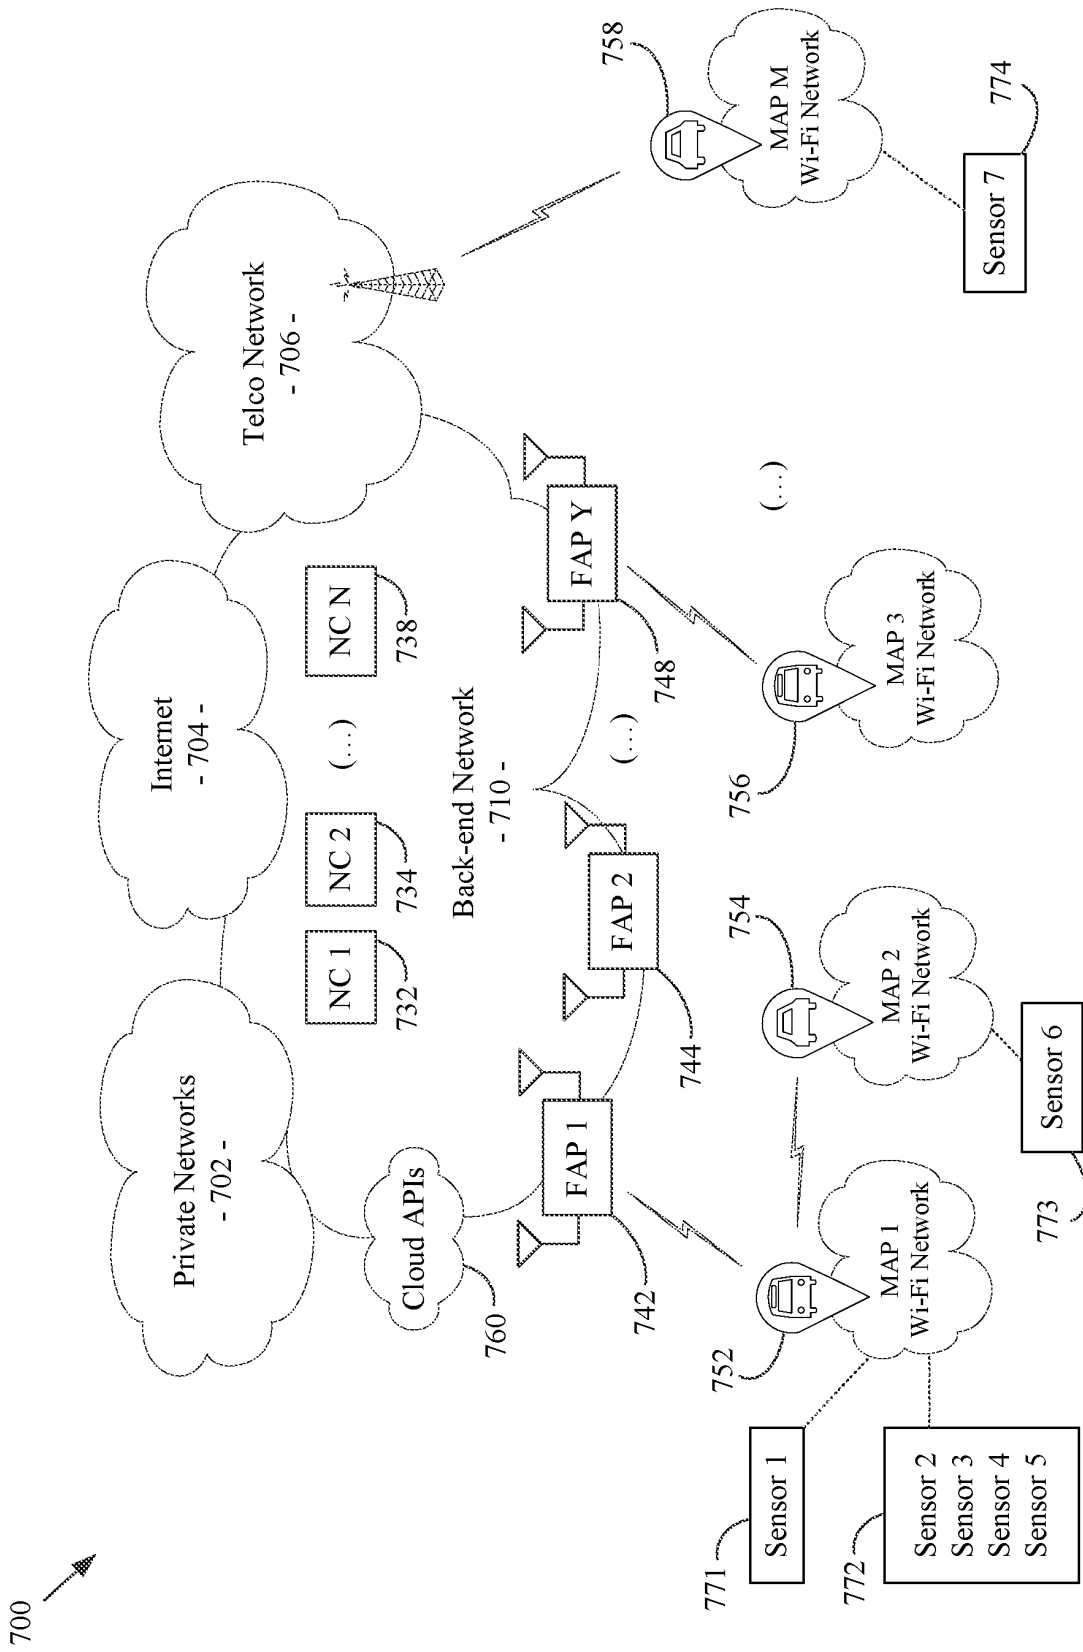 700
Private Networks
- 702 -
Internet
- 704 -
Telco Network
- 706 -
Cloud APIs
760
NC 1
732
NC 2
734
(...)
NC N
738
Back-end Network
- 710 -
FAP 1
742
FAP 2
744
(...)
FAP Y
748
752
MAP 1
Wi-Fi Network
754
MAP 2
Wi-Fi Network
756
MAP 3
Wi-Fi Network
(...)
758
MAP M
Wi-Fi Network
771
Sensor 1
772
Sensor 2
Sensor 3
Sensor 4
Sensor 5
773
Sensor 6
774
Sensor 7